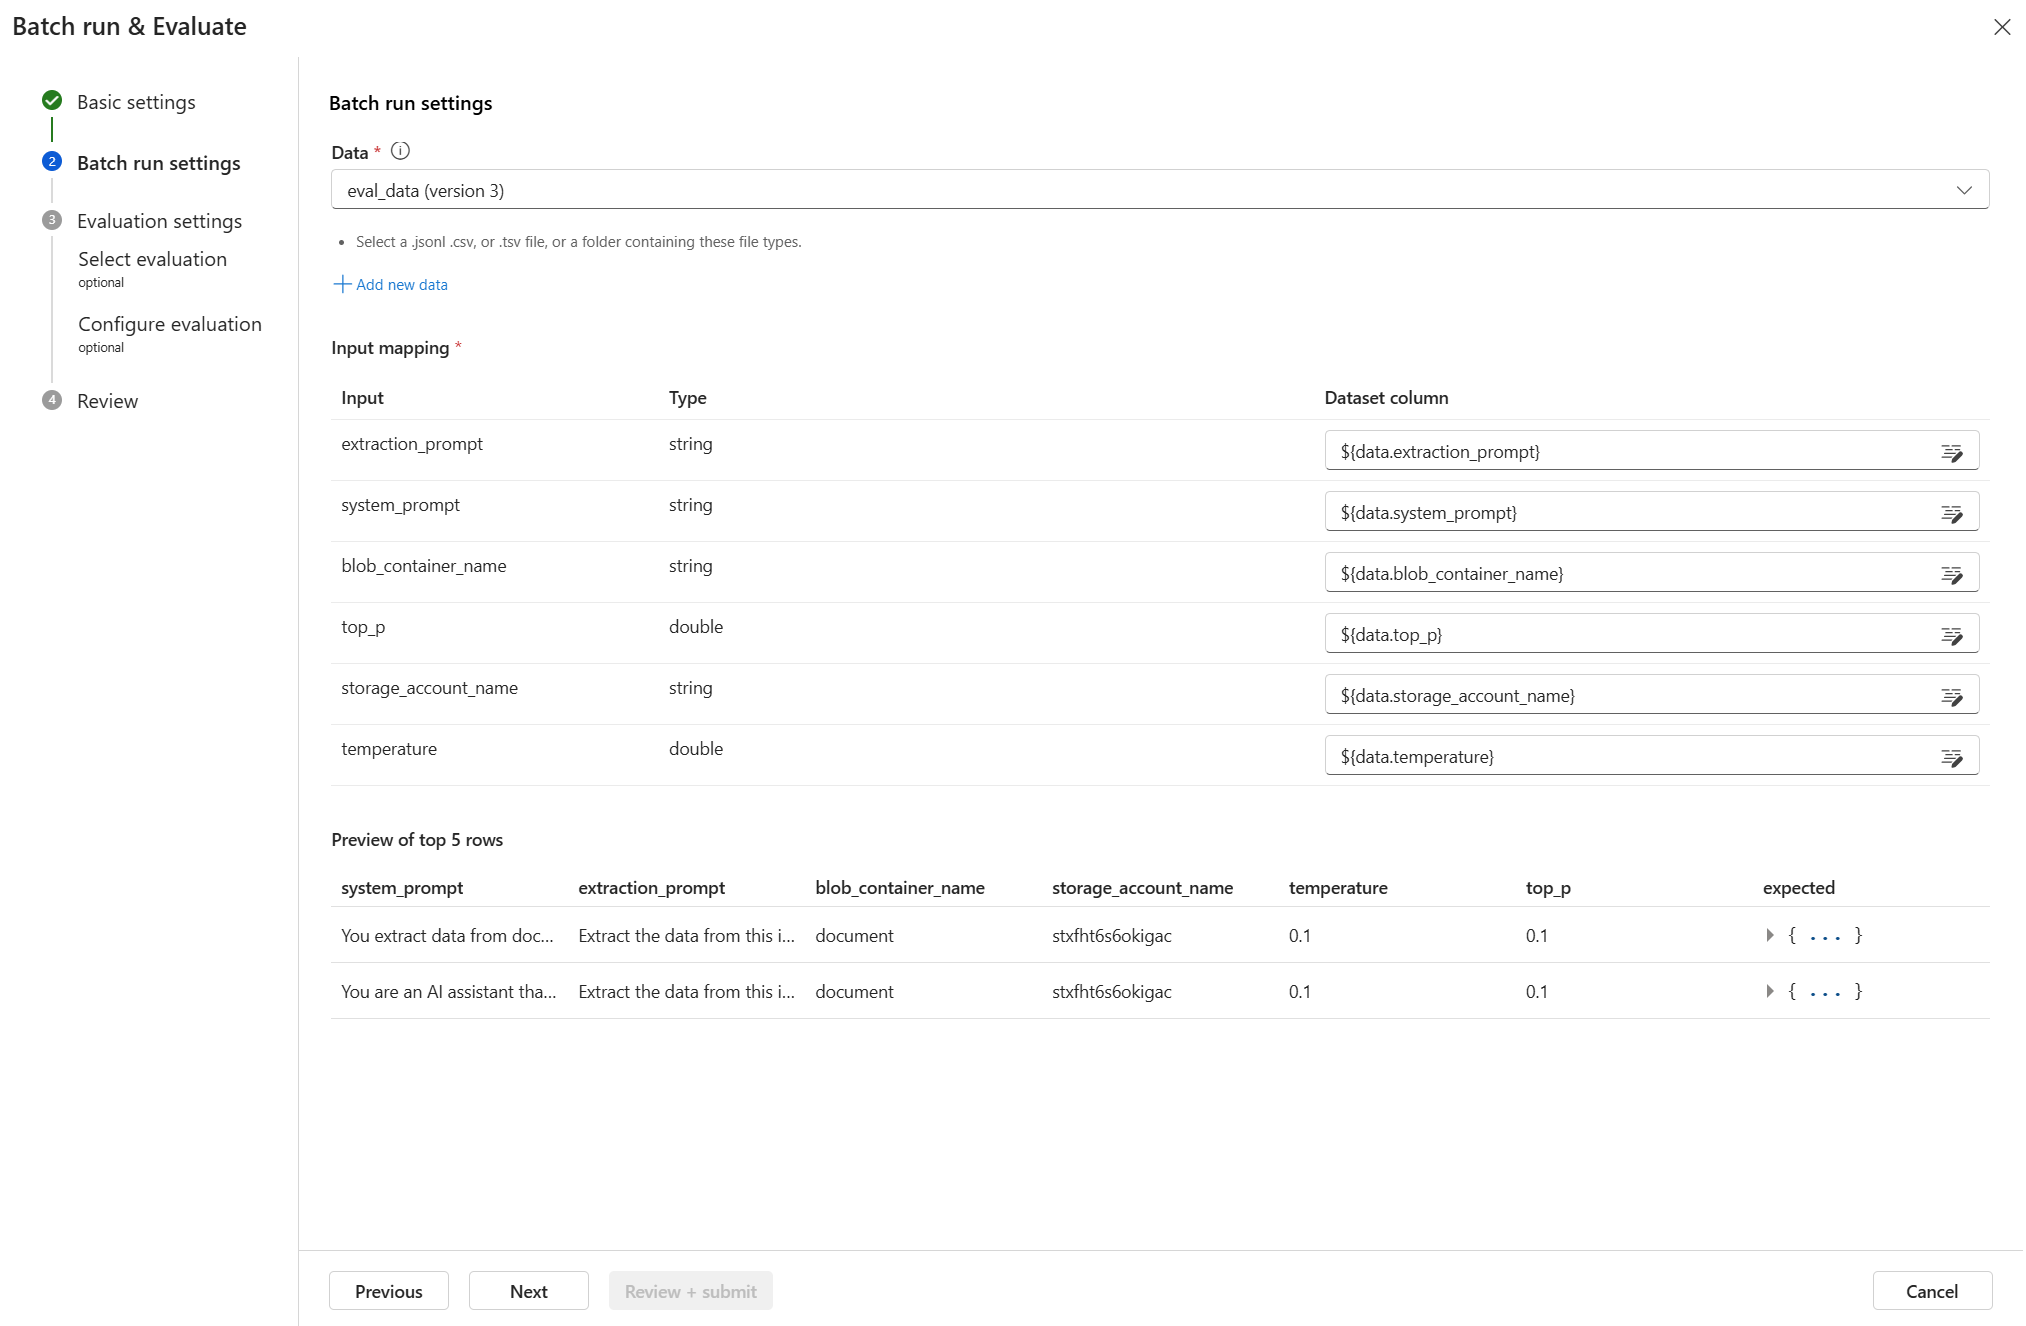 Batch run & Evaluate
Basic settings
2 Batch run settings
3 Evaluation settings
Select evaluation
optional
Configure evaluation
optional
4 Review
Batch run settings
Data *
eval_data (version 3)
• Select a .jsonl .csv, or .tsv file, or a folder containing these file types.
Add new data
Input mapping *
Input Type Dataset column
extraction_prompt string ${data.extraction_prompt}
system_prompt string ${data.system_prompt}
blob_container_name string ${data.blob_container_name}
top_p double ${data.top_p}
storage_account_name string ${data.storage_account_name}
temperature double ${data.temperature}
Preview of top 5 rows
system_prompt extraction_prompt blob_container_name storage_account_name temperature top_p expected
You extract data from doc... Extract the data from this i... document stxfht6s6okigac 0.1 0.1 { ... }
You are an AI assistant tha... Extract the data from this i... document stxfht6s6okigac 0.1 0.1 { ... }
Previous Next Review + submit Cancel